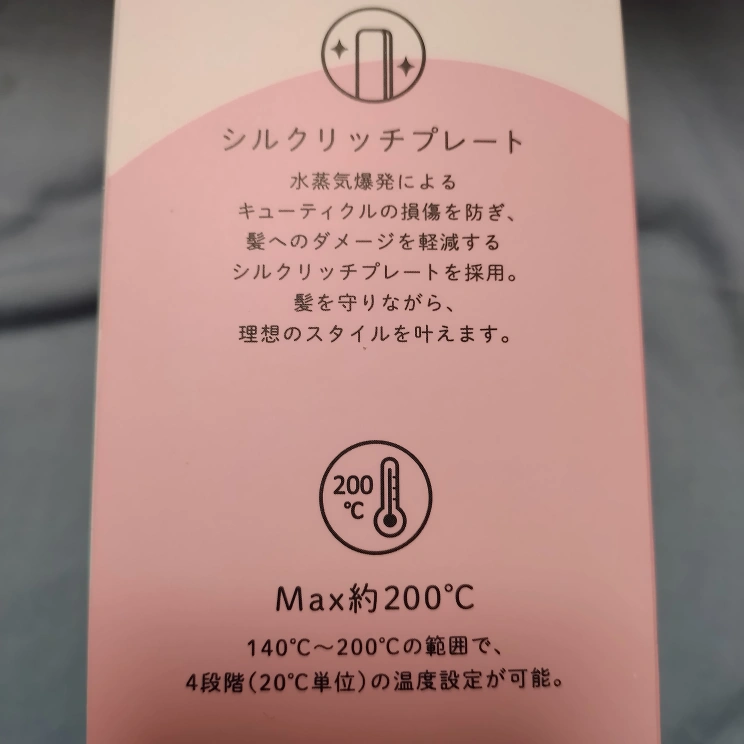 シルクリッチプレート
水蒸気爆発による
キューティクルの損傷を防ぎ、
髪へのダメージを軽減する
シルクリッチプレートを採用。
髪を守りながら、
理想のスタイルを叶えます。
200
℃
Max約200℃
140℃～200℃の範囲で、
4段階(20℃単位)の温度設定が可能。